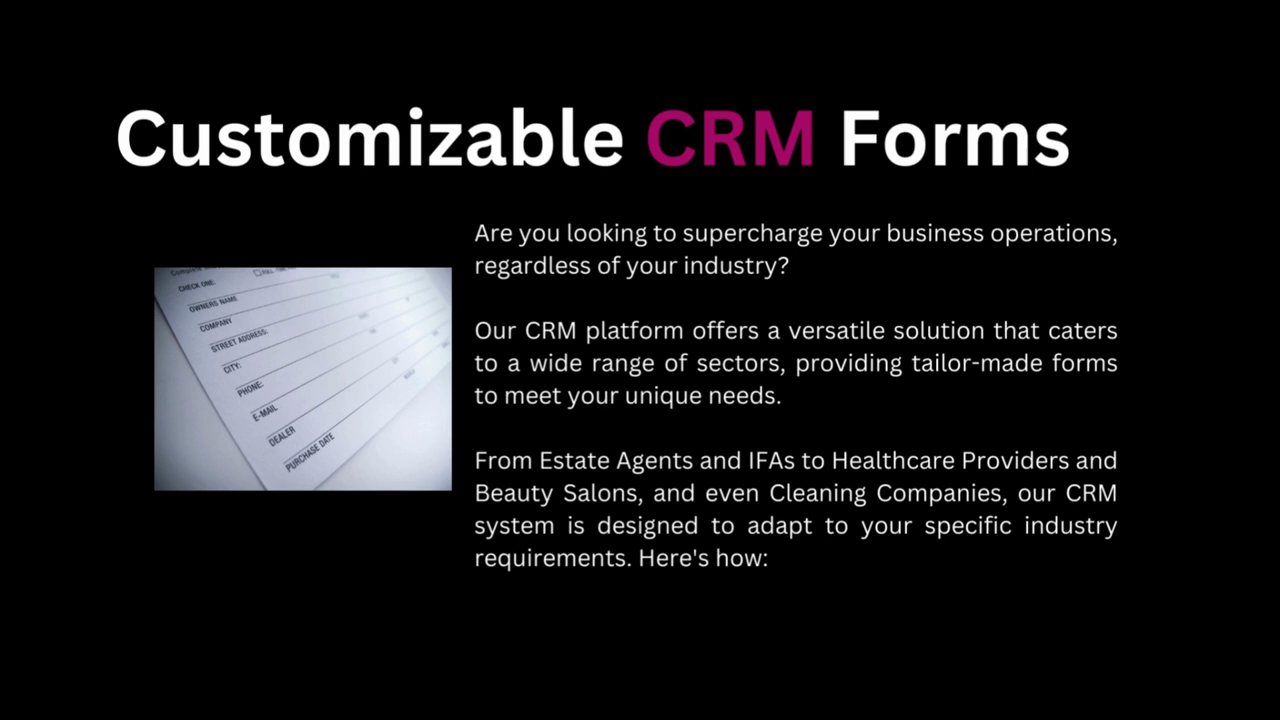 Customizable CRM Forms
Are you looking to supercharge your business operations,
regardless of your industry?
Our CRM platform offers a versatile solution that caters
to a wide range of sectors, providing tailor-made forms
to meet your unique needs.
From Estate Agents and IFAs to Healthcare Providers and
Beauty Salons, and even Cleaning Companies, our CRM
system is designed to adapt to your specific industry
requirements. Here's how:
CHECK ONE:
OWNERS NAME
COMPANY
STREET ADDRESS:
CITY:
PHONE:
E-MAIL
DEALER
PURCHASE DATE